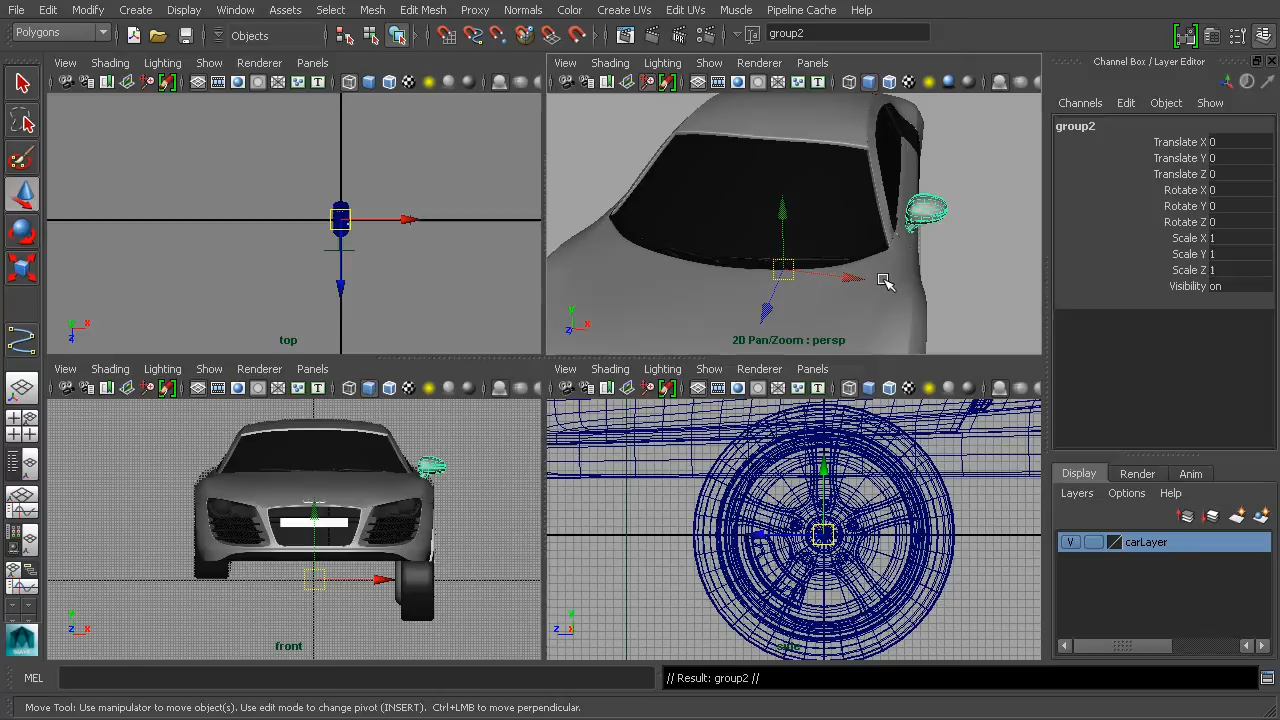 File Edit Modify Create Display Window Assets Select Mesh Edit Mesh Proxy Normals Color Create UVs Edit UVs Muscle Pipeline Cache Help
Polygons Objects group2
View Shading Lighting Show Renderer Panels
View Shading Lighting Show Renderer Panels
Channel Box / Layer Editor
Channels Edit Object Show
group2
Translate X 0
Translate Y 0
Translate Z 0
Rotate X 0
Rotate Y 0
Rotate Z 0
Scale X 1
Scale Y 1
Scale Z 1
Visibility on
top
2D Pan/Zoom : persp
View Shading Lighting Show Renderer Panels
View Shading Lighting Show Renderer Panels
Display Render Anim
Layers Options Help
V carLayer
front
MEL // Result: group2 //
Move Tool: Use manipulator to move object(s). Use edit mode to change pivot (INSERT). Ctrl+LMB to move perpendicular.